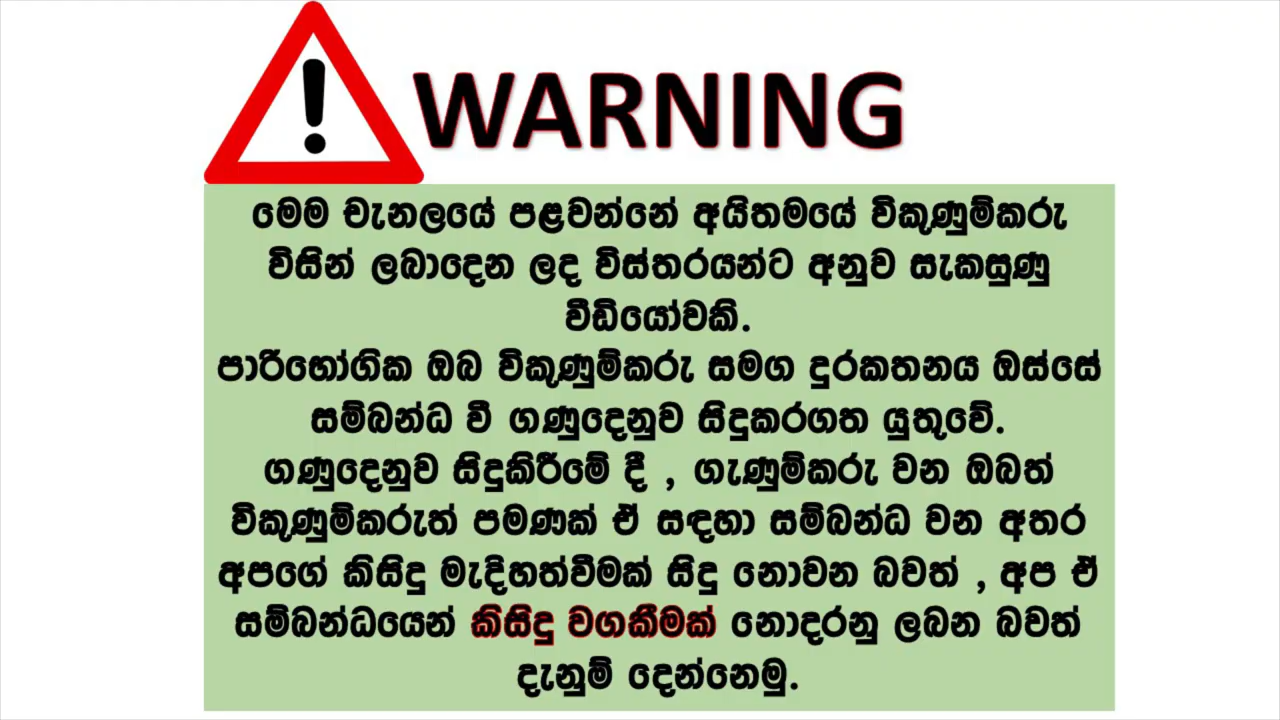 WARNING
මෙම චැනලයේ පළවන්නේ අයිතමයේ විකුණුම්කරු
විසින් ලබාදෙන ලද විස්තරයන්ට අනුව සැකසුණු
වීඩියෝවකි.
පාරිභෝගික ඔබ විකුණුම්කරු සමග දුරකතනය ඔස්සේ
සම්බන්ධ වී ගණුදෙනුව සිදුකරගත යුතුවේ.
ගණුදෙනුව සිදුකිරීමේ දී , ගැණුම්කරු වන ඔබත්
විකුණුම්කරුත් පමණක් ඒ සඳහා සම්බන්ධ වන අතර
අපගේ කිසිදු මැදිහත්වීමක් සිදු නොවන බවත් , අප ඒ
සම්බන්ධයෙන් කිසිදු වගකීමක් නොදරනු ලබන බවත්
දැනුම් දෙන්නෙමු.